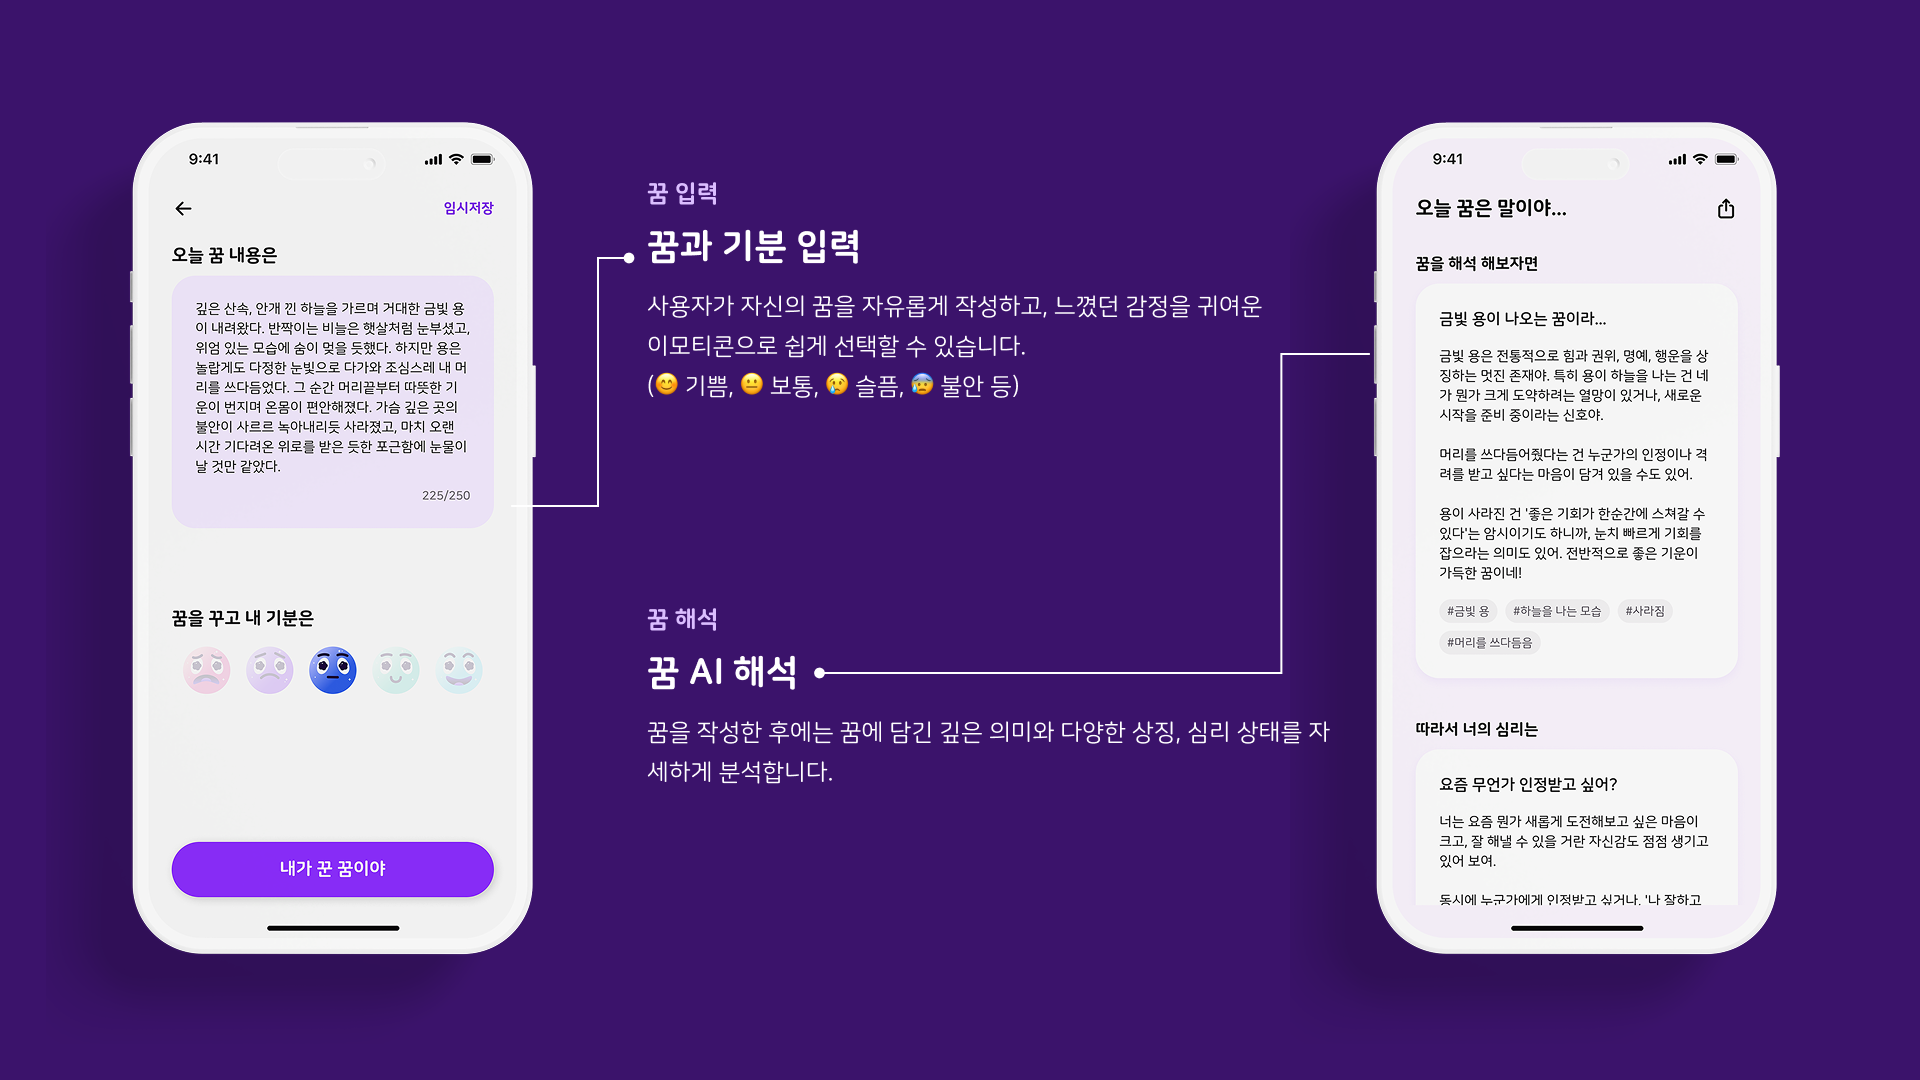 9:41
임시저장
오늘 꿈 내용은
깊은 산속, 안개 낀 하늘을 가르며 거대한 금빛 용
이 내려왔다. 반짝이는 비늘은 햇살처럼 눈부셨고,
위엄 있는 모습에 숨이 멎을 듯했다. 하지만 용은
놀랍게도 다정한 눈빛으로 다가와 조심스레 내 머
리를 쓰다듬었다. 그 순간 머리끝부터 따뜻한 기
운이 번지며 온몸이 편안해졌다. 가슴 깊은 곳의
불안이 사르르 녹아내리듯 사라졌고, 마치 오랜
시간 기다려온 위로를 받은 듯한 포근함에 눈물이
날 것만 같았다.
225/250
꿈을 꾸고 내 기분은
내가 꾼 꿈이야
꿈 입력
꿈과 기분 입력
사용자가 자신의 꿈을 자유롭게 작성하고, 느꼈던 감정을 귀여운
이모티콘으로 쉽게 선택할 수 있습니다.
(😊 기쁨, 😐 보통, 😢 슬픔, 😰 불안 등)
꿈 해석
꿈 AI 해석
꿈을 작성한 후에는 꿈에 담긴 깊은 의미와 다양한 상징, 심리 상태를 자
세하게 분석합니다.
9:41
오늘 꿈은 말이야...
꿈을 해석 해보자면
금빛 용이 나오는 꿈이라...
금빛 용은 전통적으로 힘과 권위, 명예, 행운을 상
징하는 멋진 존재야. 특히 용이 하늘을 나는 건 네
가 뭔가 크게 도약하려는 열망이 있거나, 새로운
시작을 준비 중이라는 신호야.
머리를 쓰다듬어줬다는 건 누군가의 인정이나 격
려를 받고 싶다는 마음이 담겨 있을 수도 있어.
용이 사라진 건 '좋은 기회가 한순간에 스쳐갈 수
있다'는 암시이기도 하니까, 눈치 빠르게 기회를
잡으라는 의미도 있어. 전반적으로 좋은 기운이
가득한 꿈이네!
#금빛 용 #하늘을 나는 모습 #사라짐
#머리를 쓰다듬음
따라서 너의 심리는
요즘 무언가 인정받고 싶어?
너는 요즘 뭔가 새롭게 도전해보고 싶은 마음이
크고, 잘 해낼 수 있을 거란 자신감도 점점 생기고
있어 보여.
동시에 누군가에게 인정받고 싶거나, '나 잘하고